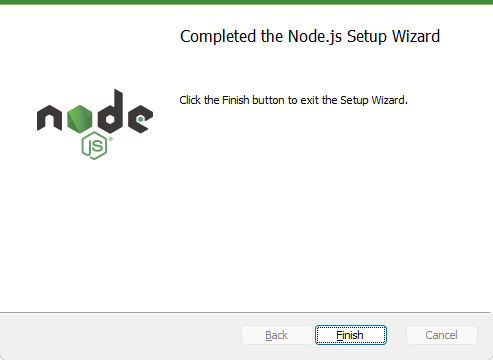 Completed the Node.js Setup Wizard
Click the Finish button to exit the Setup Wizard.
node
JS®
Back
Finish
Cancel